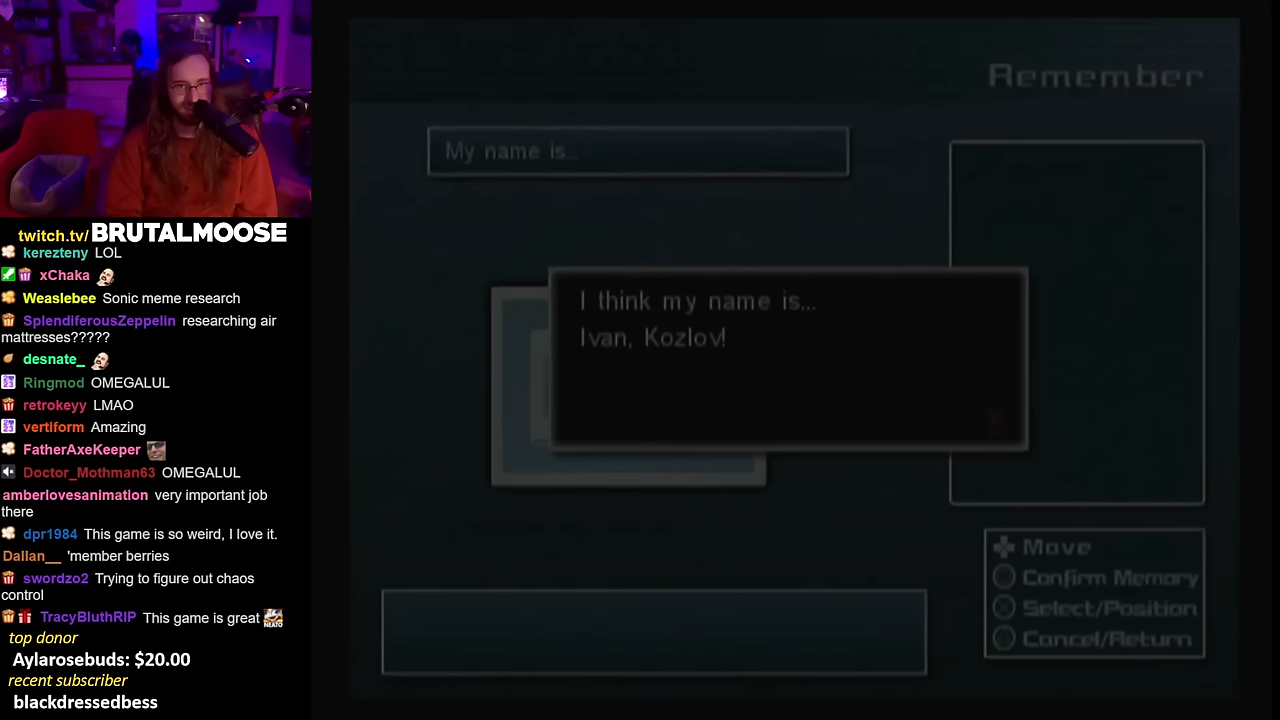 twitch.tv/BRUTALMOOSE
kerezteny LOL
xChaka
Weaslebee Sonic meme research
SplendiferousZeppelin researching air
mattresses?????
desnate_
Ringmod OMEGALUL
retrokeyy LMAO
vertiform Amazing
FatherAxeKeeper
Doctor_Mothman63 OMEGALUL
amberlovesanimation very important job
there
dpr1984 This game is so weird, I love it.
Dallan__ 'member berries
swordzo2 Trying to figure out chaos
control
TracyBluthRIP This game is great
NEATO
top donor
Aylarosebuds: $20.00
recent subscriber
blackdressedbess
Remember
My name is...
I think my name is...
Ivan, Kozlov!
Move
Confirm Memory
Select/Position
Cancel/Return